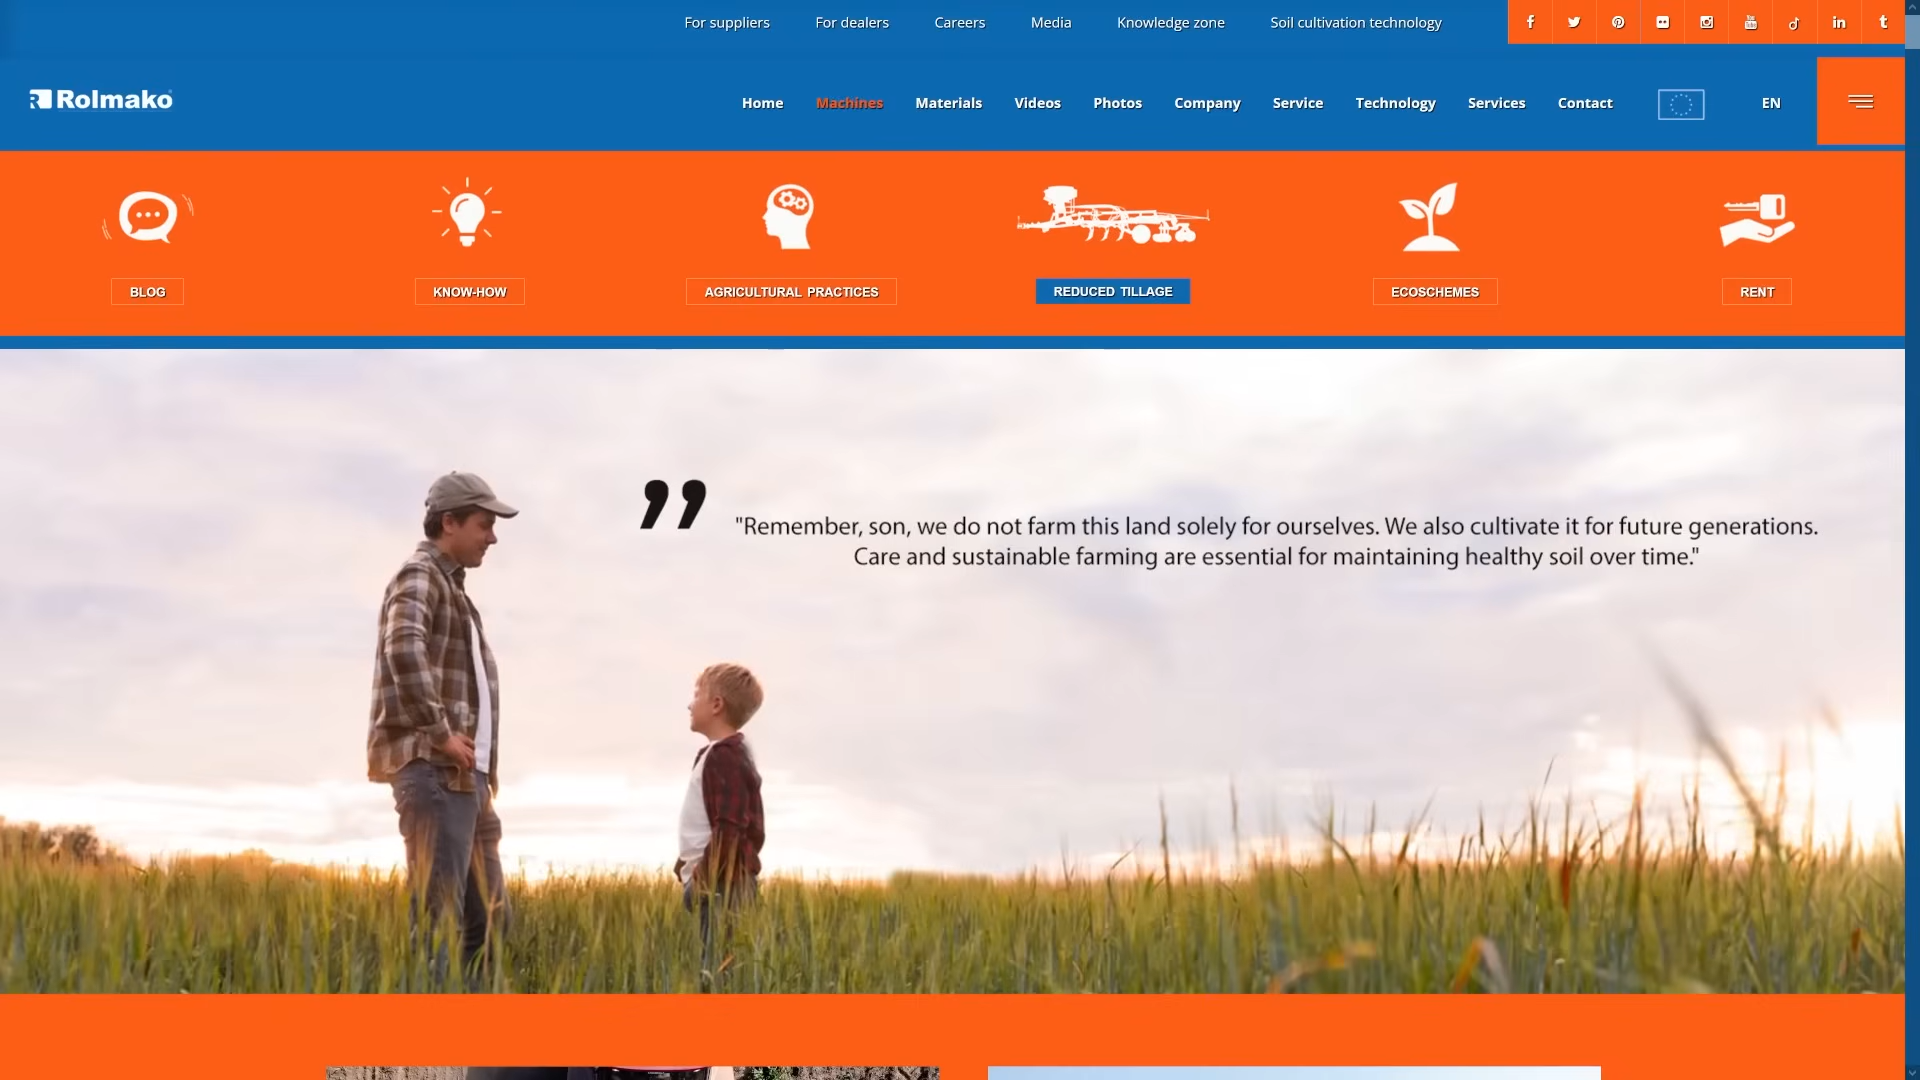 For suppliers For dealers Careers Media Knowledge zone Soil cultivation technology
Rolmako
Home Machines Materials Videos Photos Company Service Technology Services Contact EN
BLOG KNOW-HOW AGRICULTURAL PRACTICES REDUCED TILLAGE ECOSCHEMES RENT
"Remember, son, we do not farm this land solely for ourselves. We also cultivate it for future generations.
Care and sustainable farming are essential for maintaining healthy soil over time."